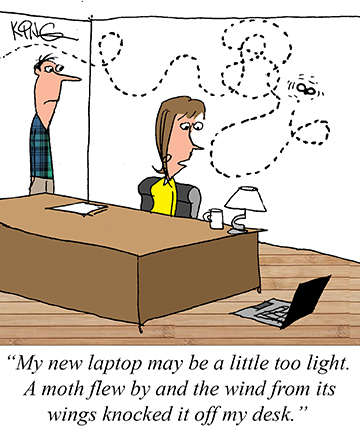 KING
“My new laptop may be a little too light.
A moth flew by and the wind from its
wings knocked it off my desk.”